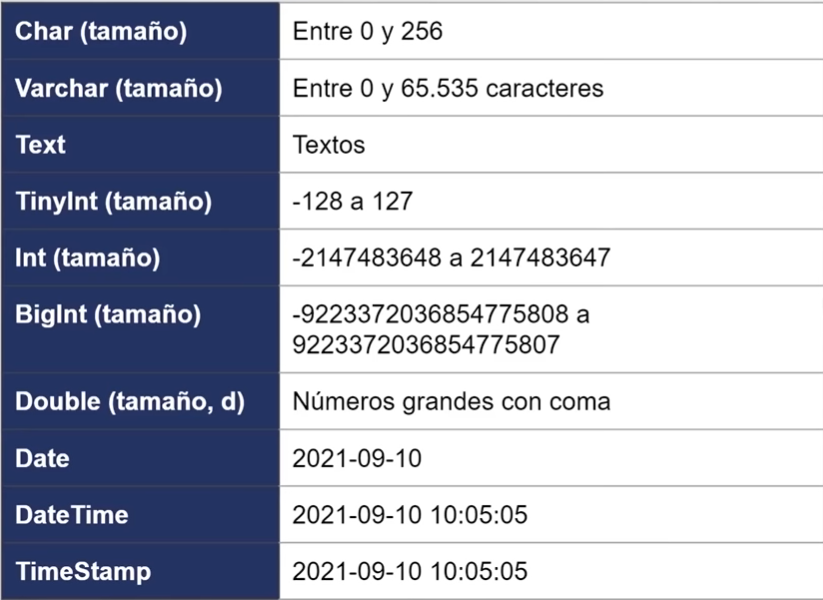 Char (tamaño) Entre 0 y 256
Varchar (tamaño) Entre 0 y 65.535 caracteres
Text Textos
TinyInt (tamaño) -128 a 127
Int (tamaño) -2147483648 a 2147483647
BigInt (tamaño) -9223372036854775808 a
9223372036854775807
Double (tamaño, d) Números grandes con coma
Date 2021-09-10
DateTime 2021-09-10 10:05:05
TimeStamp 2021-09-10 10:05:05